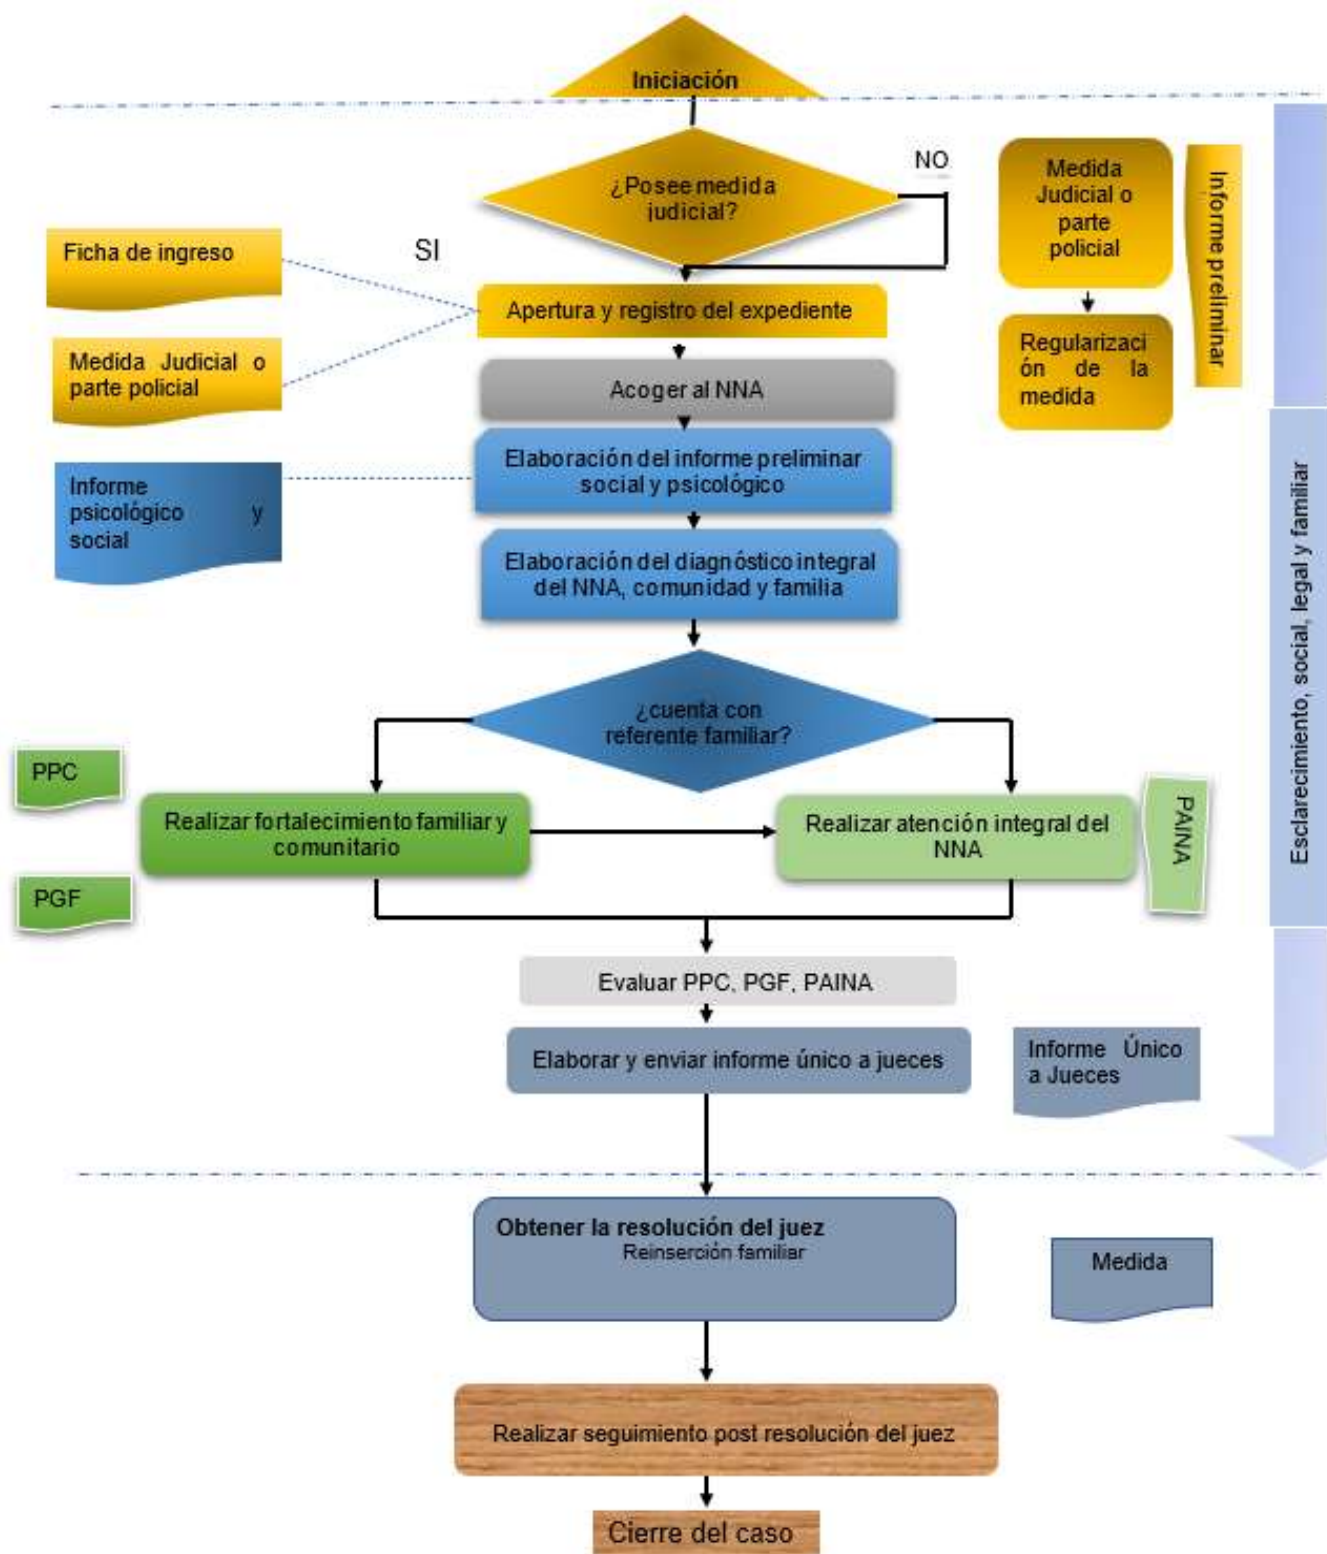 Iniciación
¿Posee medida
judicial?
NO
SI
Medida
Judicial o
parte
policial
Informe preliminar
Regularizaci
ón de la
medida
Ficha de ingreso
Medida Judicial o
parte policial
Apertura y registro del expediente
Acoger al NNA
Elaboración del informe preliminar
social y psicológico
Informe
psicológico y
social
Elaboración del diagnóstico integral
del NNA, comunidad y familia
Esclarecimiento, social, legal y familiar
¿cuenta con
referente familiar?
PPC
Realizar fortalecimiento familiar y
comunitario
PGF
Realizar atención integral del
NNA
PAINA
Evaluar PPC, PGF, PAINA
Elaborar y enviar informe único a jueces
Informe Único
a Jueces
Obtener la resolución del juez
Reinserción familiar
Medida
Realizar seguimiento post resolución del juez
Cierre del caso